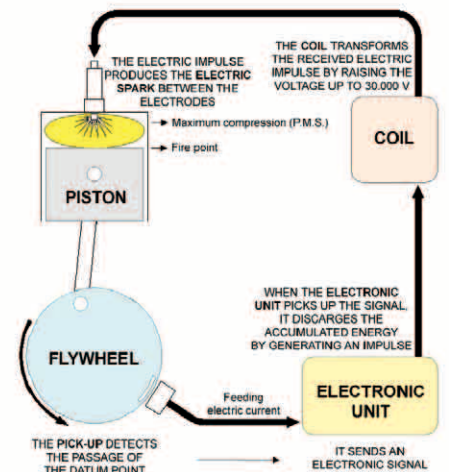 THE ELECTRIC IMPULSE
PRODUCES THE ELECTRIC
SPARK BETWEEN THE
ELECTRODES
THE COIL TRANSFORMS
THE RECEIVED ELECTRIC
IMPULSE BY RAISING THE
VOLTAGE UP TO 30.000 V
Maximum compression (P.M.S.)
Fire point
COIL
PISTON
WHEN THE ELECTRONIC
UNIT PICKS UP THE SIGNAL,
IT DISCARGES THE
ACCUMULATED ENERGY
BY GENERATING AN IMPULSE
FLYWHEEL
Feeding
electric current
ELECTRONIC
UNIT
THE PICK-UP DETECTS
THE PASSAGE OF
THE DATUM POINT
IT SENDS AN
ELECTRONIC SIGNAL